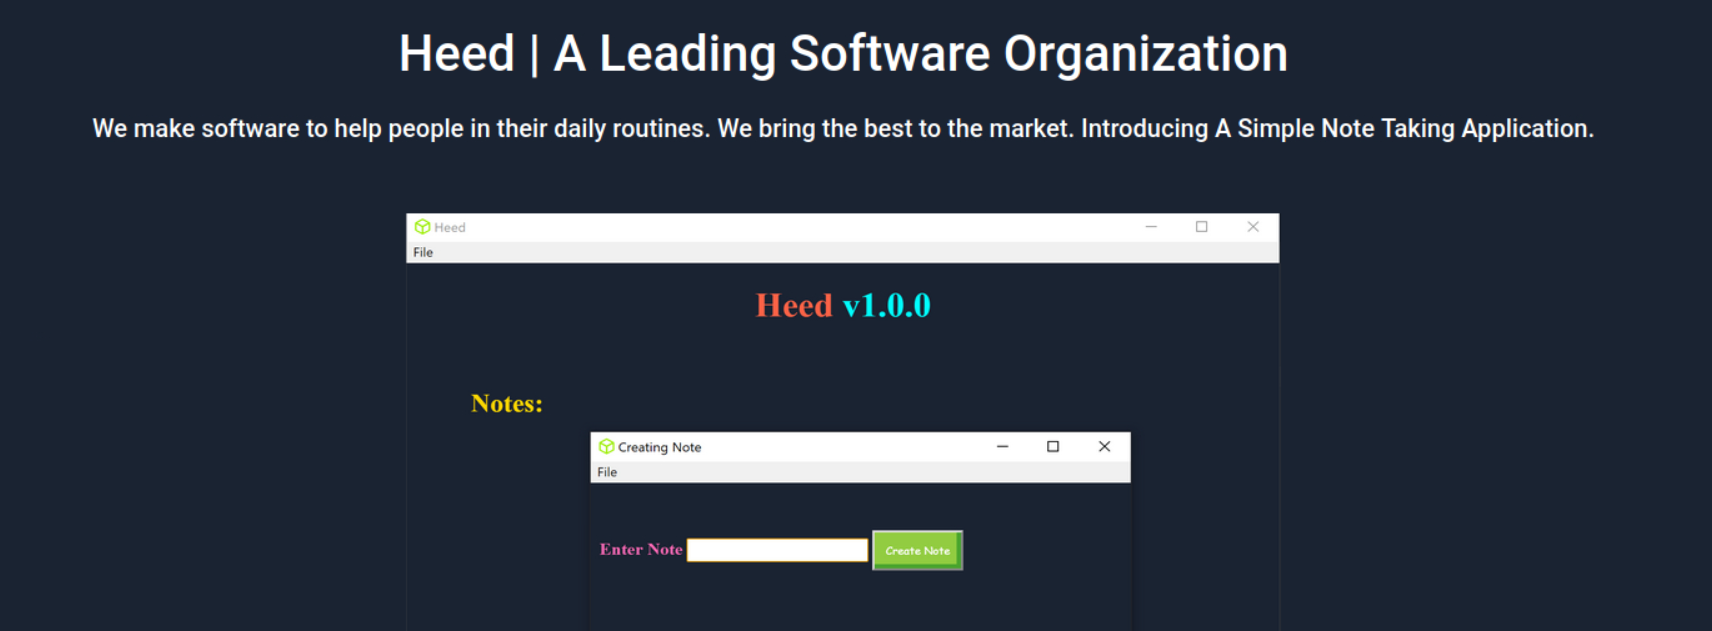 Heed | A Leading Software Organization
We make software to help people in their daily routines. We bring the best to the market. Introducing A Simple Note Taking Application.
Heed
File
Heed v1.0.0
Notes:
Creating Note
File
Enter Note Create Note